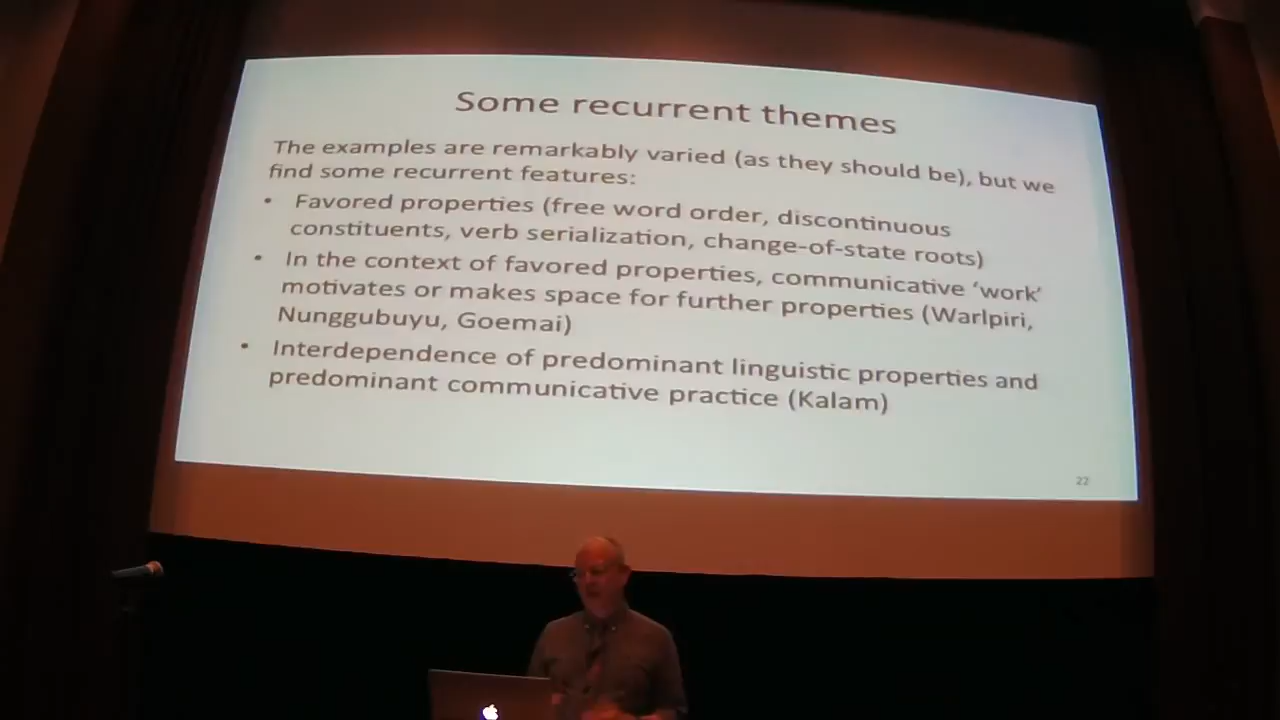 Some recurrent themes
The examples are remarkably varied (as they should be), but we
find some recurrent features:
• Favored properties (free word order, discontinuous
constituents, verb serialization, change-of-state roots)
• In the context of favored properties, communicative ‘work’
motivates or makes space for further properties (Warlpiri,
Nunggubuyu, Goemai)
• Interdependence of predominant linguistic properties and
predominant communicative practice (Kalam)
22